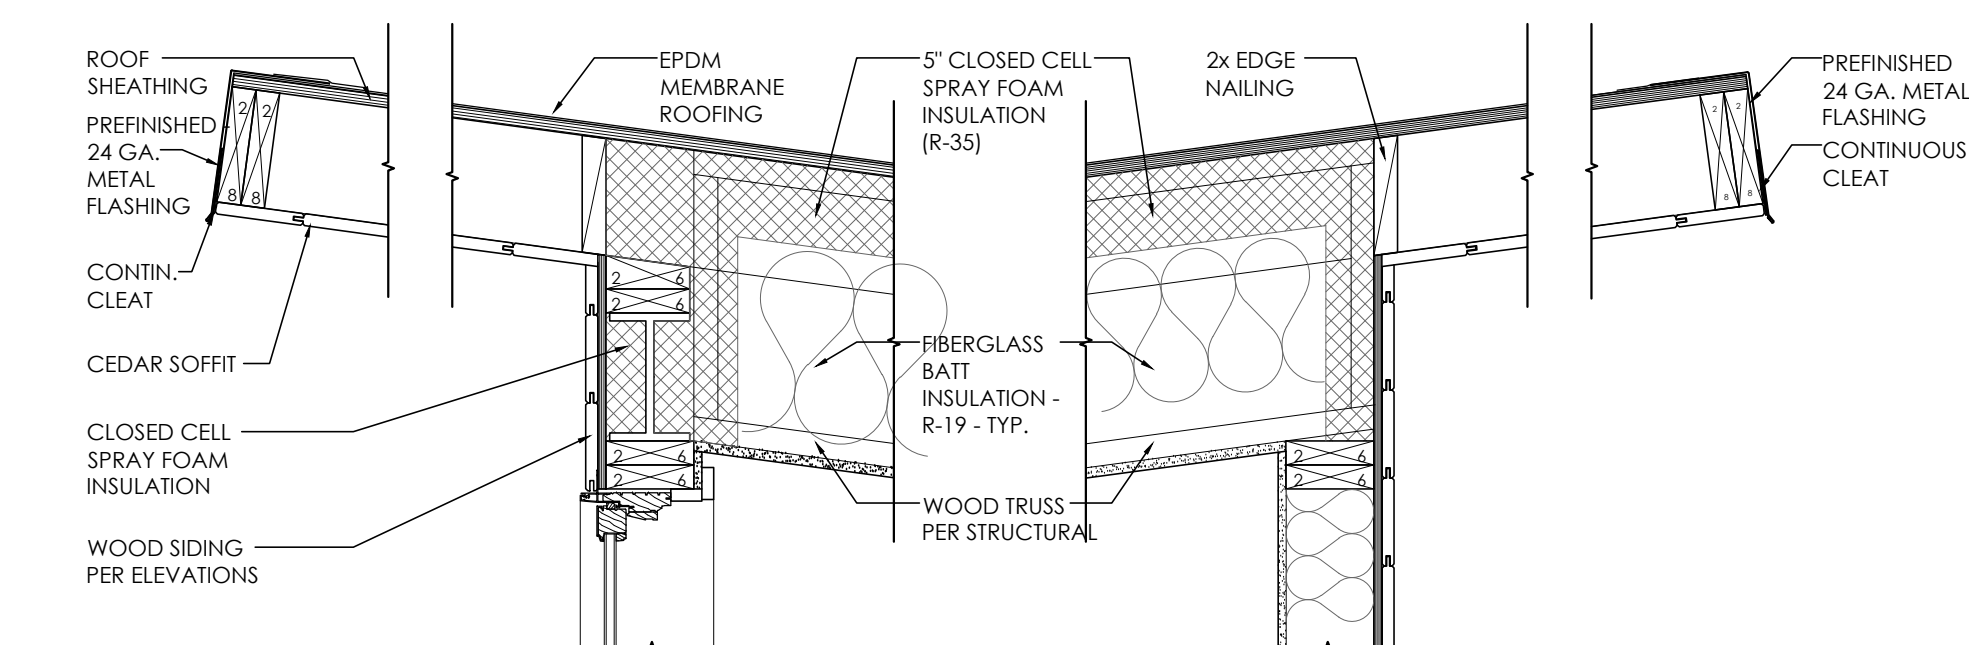 ROOF
SHEATHING
PREFINISHED
24 GA.
METAL
FLASHING
CONTIN.
CLEAT
CEDAR SOFFIT
CLOSED CELL
SPRAY FOAM
INSULATION
WOOD SIDING
PER ELEVATIONS
2 2
8 8
EPDM
MEMBRANE
ROOFING
2 6
2 6
2 6
2 6
5" CLOSED CELL
SPRAY FOAM
INSULATION
(R-35)
FIBERGLASS
BATT
INSULATION -
R-19 - TYP.
WOOD TRUSS
PER STRUCTURAL
2x EDGE
NAILING
2 6
2 6
2 2
8 8
PREFINISHED
24 GA. METAL
FLASHING
CONTINUOUS
CLEAT